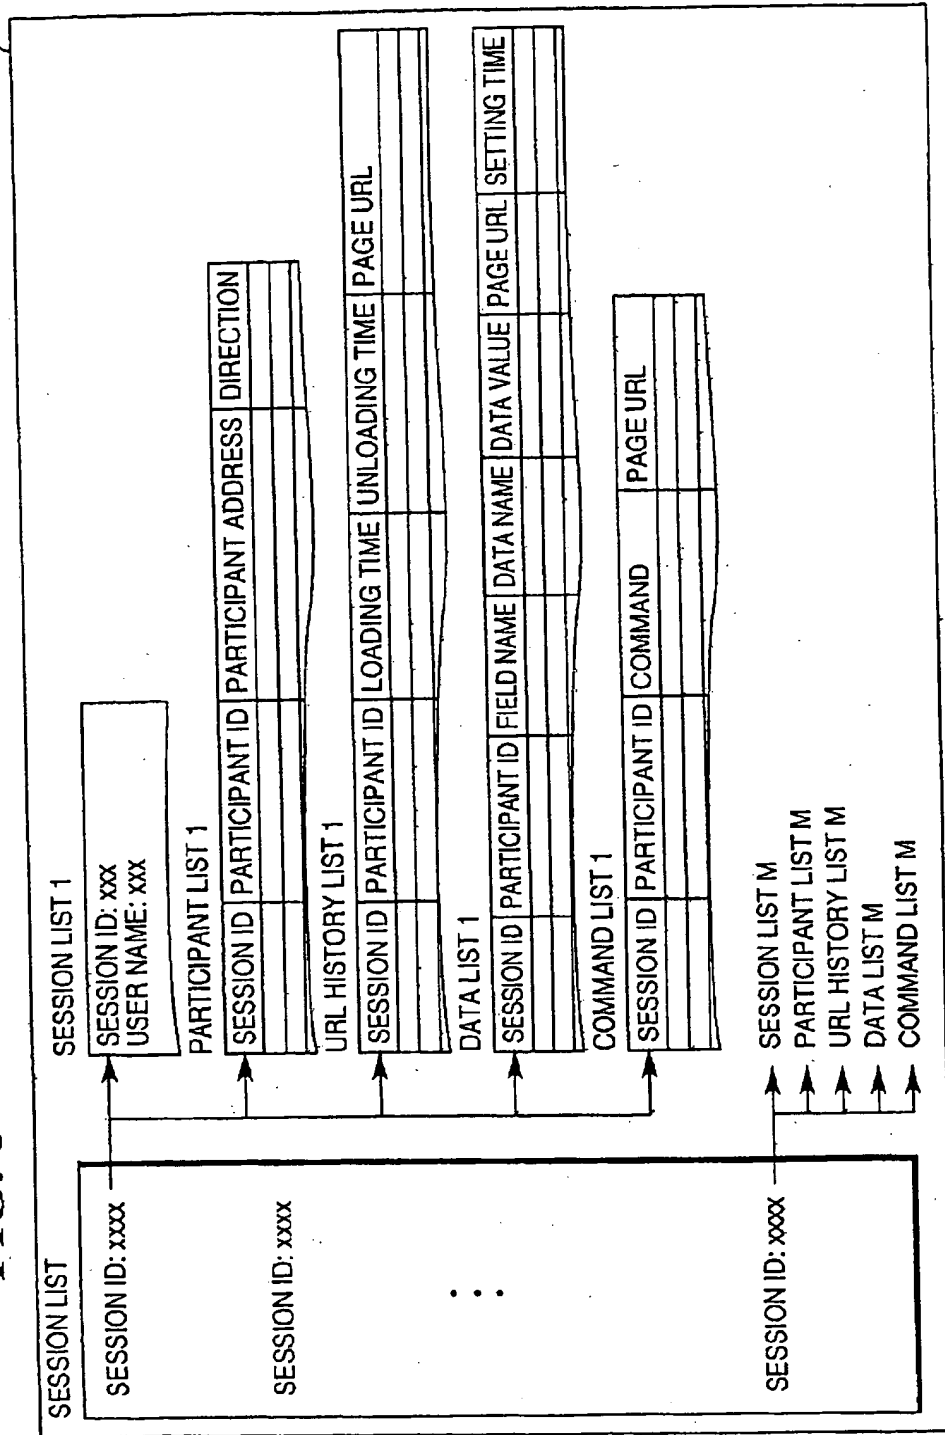 SESSION LIST
SESSION ID: xxxx
SESSION ID: xxxx
...
SESSION ID: xxxx
SESSION LIST 1
SESSION ID: xxx
USER NAME: xxx
PARTICIPANT LIST 1
SESSION ID PARTICIPANT ID PARTICIPANT ADDRESS DIRECTION
URL HISTORY LIST 1
SESSION ID PARTICIPANT ID LOADING TIME UNLOADING TIME PAGE URL
DATA LIST 1
SESSION ID PARTICIPANT ID FIELD NAME DATA NAME DATA VALUE PAGE URL SETTING TIME
COMMAND LIST 1
SESSION ID PARTICIPANT ID COMMAND PAGE URL
SESSION LIST M
PARTICIPANT LIST M
URL HISTORY LIST M
DATA LIST M
COMMAND LIST M